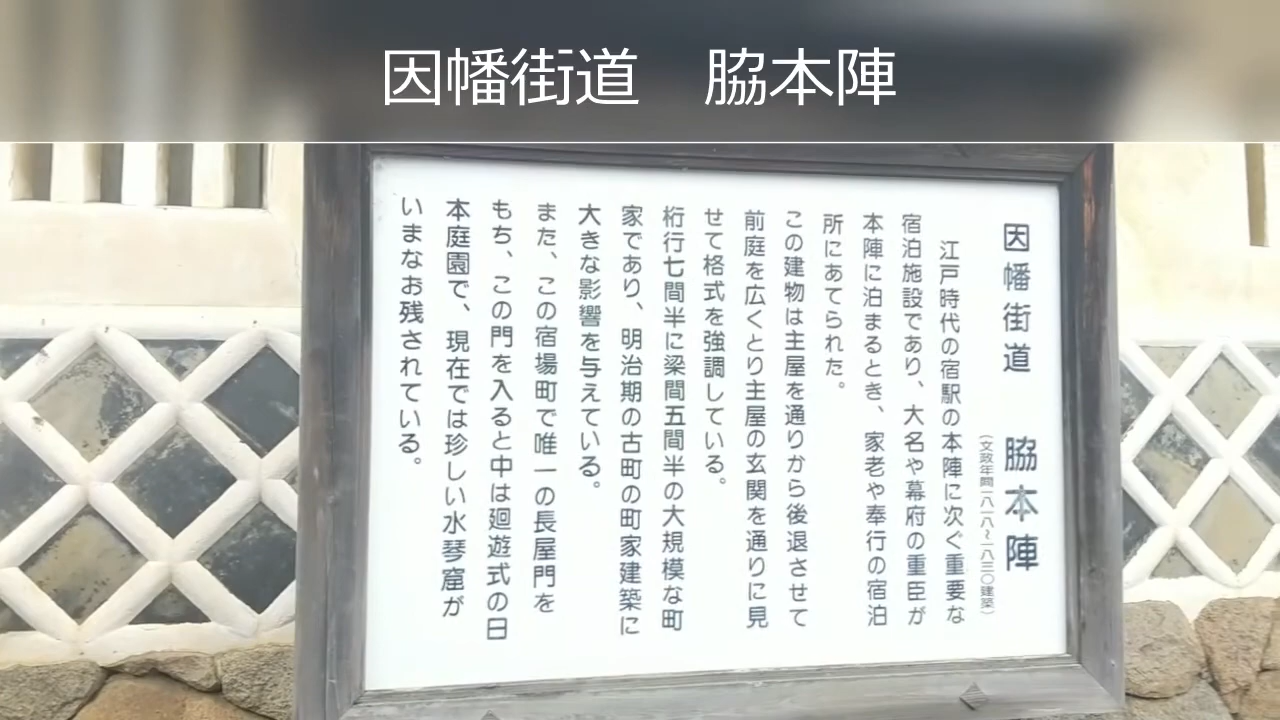 因幡街道　脇本陣
因幡街道　脇本陣
（文政年間一八一八〜一八三〇建築）
江戸時代の宿駅の本陣に次ぐ重要な
宿泊施設であり、大名や幕府の重臣が
本陣に泊まるとき、家老や奉行の宿泊
所にあてられた。
この建物は主屋を通りから後退させて
前庭を広くとり主屋の玄関を通りに見
せて格式を強調している。
桁行七間半に梁間五間半の大規模な町
家であり、明治期の古町の町家建築に
大きな影響を与えている。
また、この宿場町で唯一の長屋門を
もち、この門を入ると中は廻遊式の日
本庭園で、現在では珍しい水琴窟が
いまなお残されている。